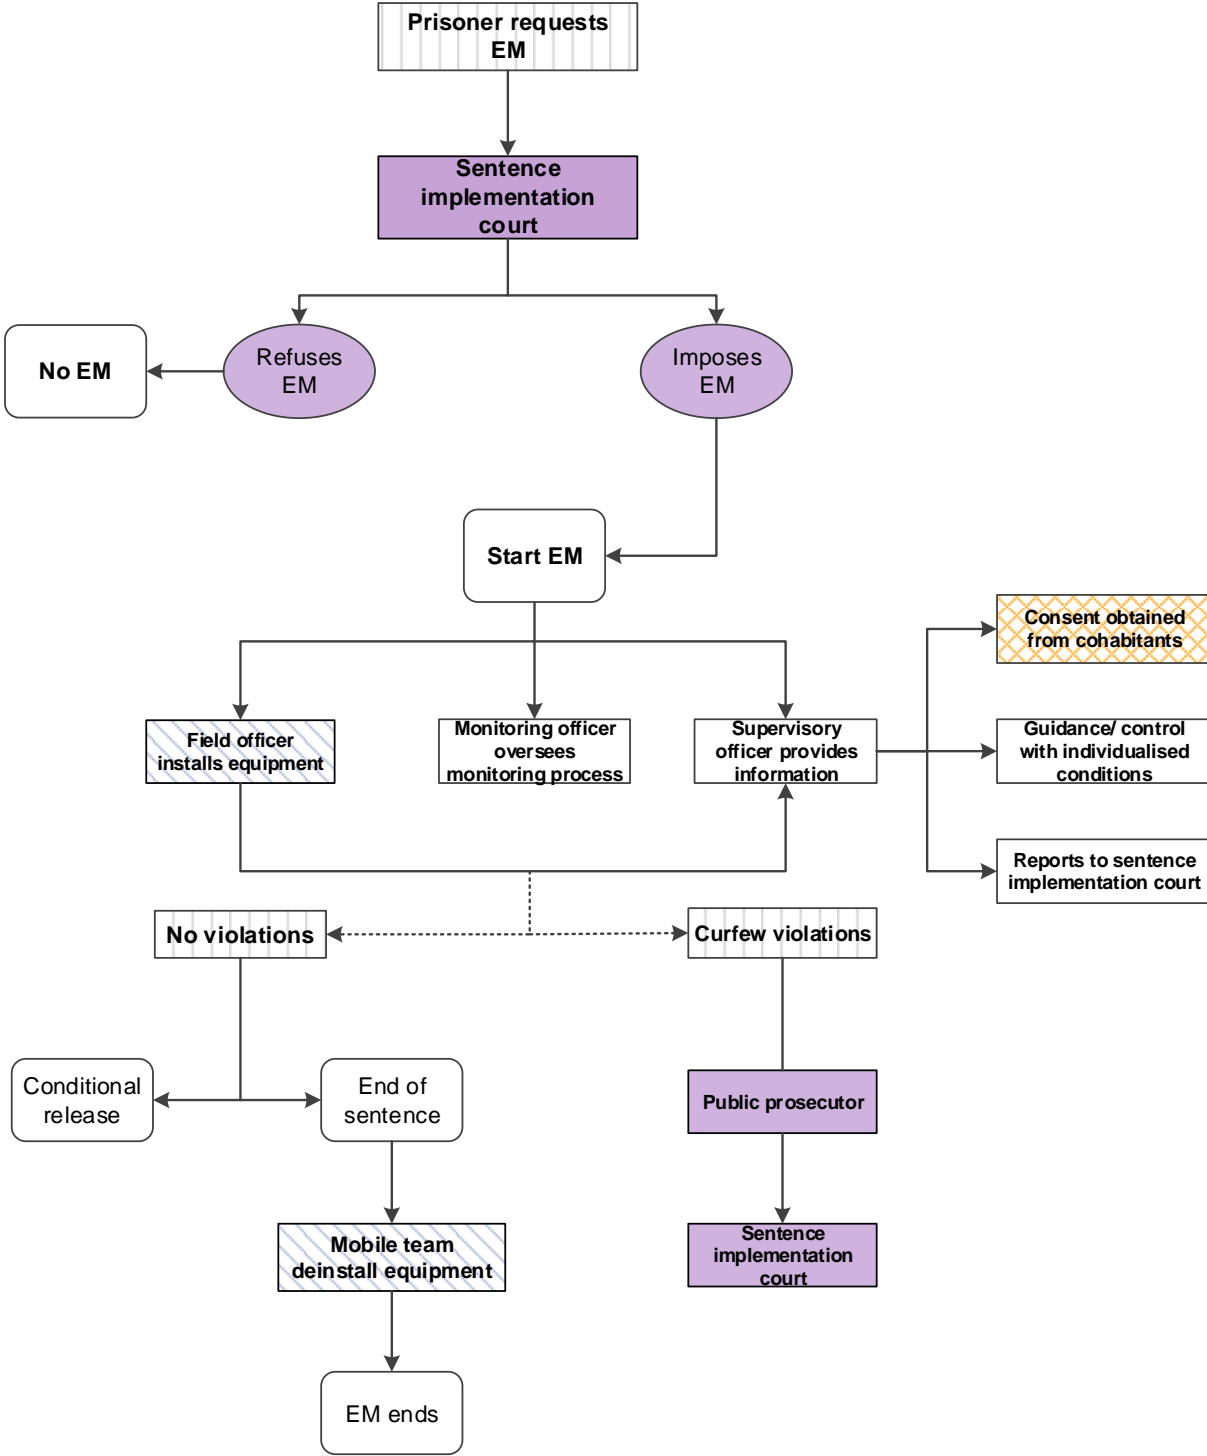 Prisoner requests
EM
Sentence
implementation
court
No EM
Refuses
EM
Imposes
EM
Start EM
Consent obtained
from cohabitants
Field officer
installs equipment
Monitoring officer
oversees
monitoring process
Supervisory
officer provides
information
Guidance/ control
with individualised
conditions
Reports to sentence
implementation court
No violations
Curfew violations
Conditional
release
End of
sentence
Public prosecutor
Mobile team
deinstall equipment
Sentence
implementation
court
EM ends